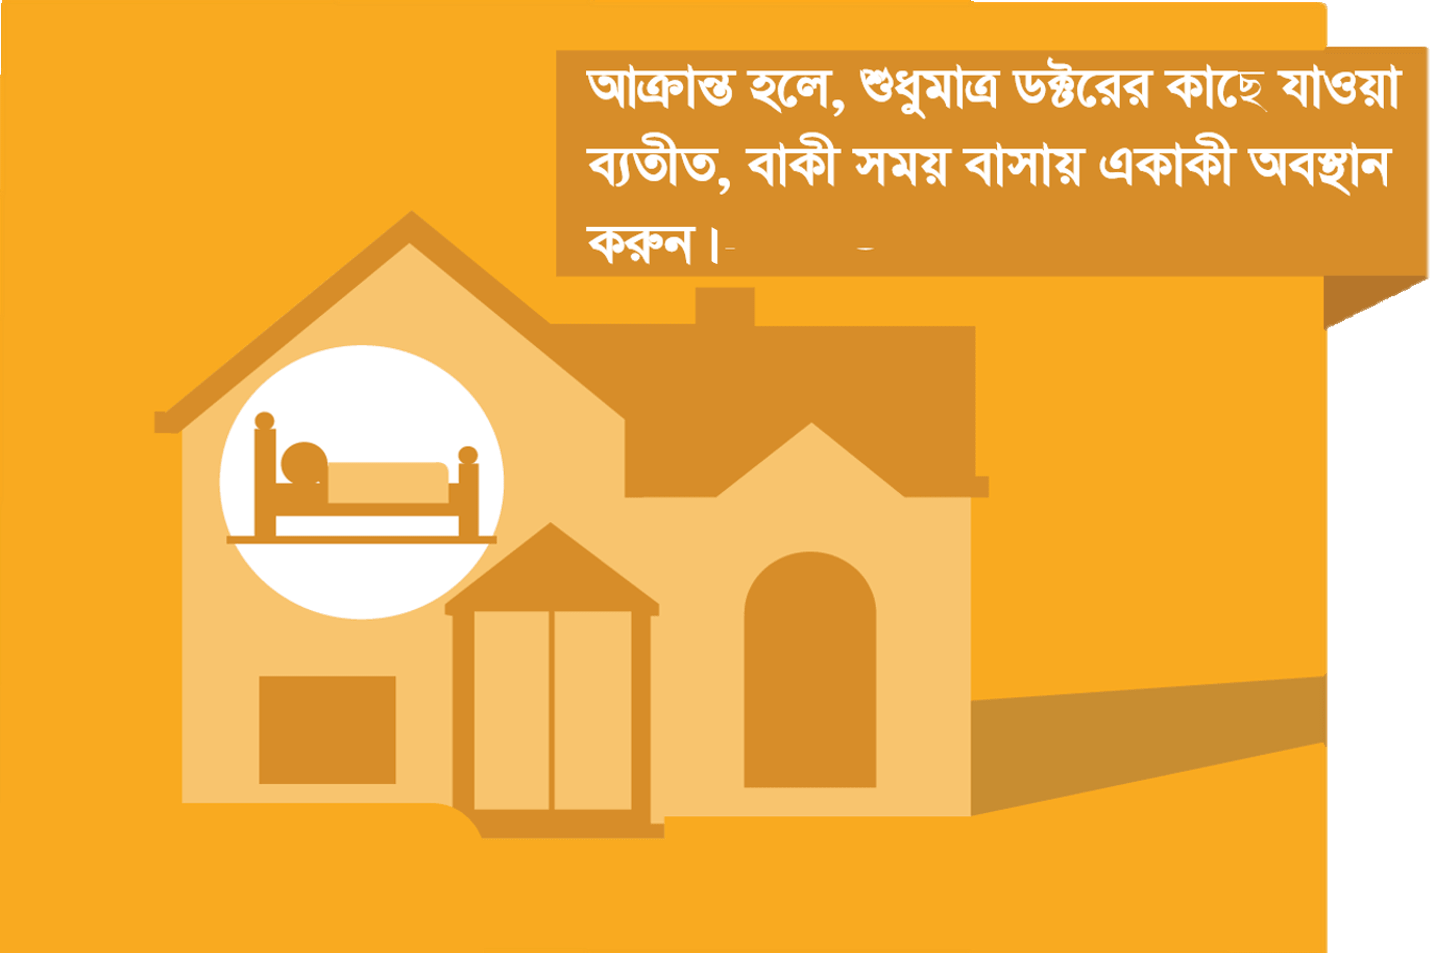 আক্রান্ত হলে, শুধুমাত্র ডক্টরের কাছে যাওয়া
ব্যতীত, বাকী সময় বাসায় একাকী অবস্থান
করুন।